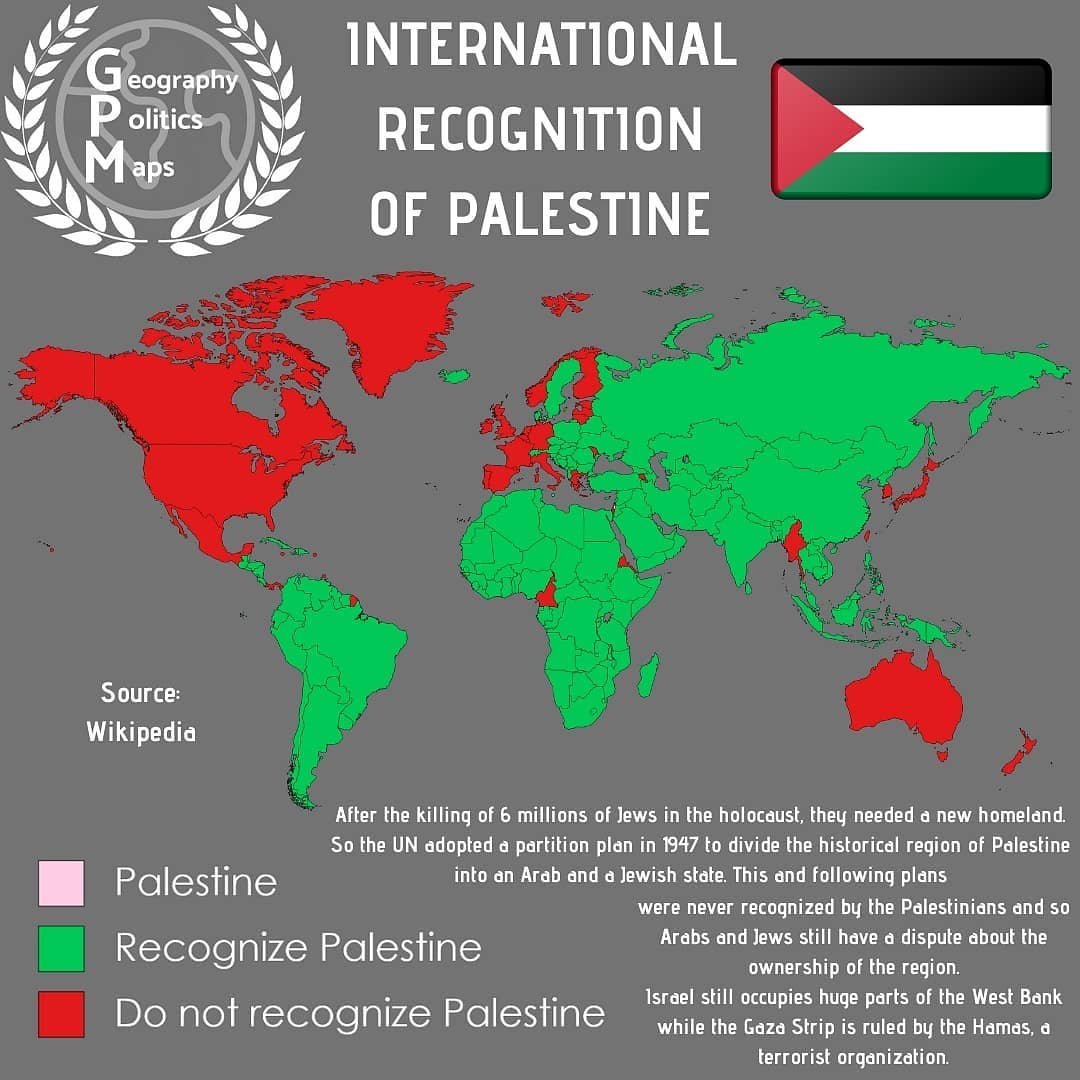 Geography
Politics
Maps
INTERNATIONAL
RECOGNITION
OF PALESTINE
Source:
Wikipedia
After the killing of 6 millions of Jews in the holocaust, they needed a new homeland.
So the UN adopted a partition plan in 1947 to divide the historical region of Palestine
into an Arab and a Jewish state. This and following plans
were never recognized by the Palestinians and so
Arabs and Jews still have a dispute about the
ownership of the region.
Israel still occupies huge parts of the West Bank
while the Gaza Strip is ruled by the Hamas, a
terrorist organization.
Palestine
Recognize Palestine
Do not recognize Palestine